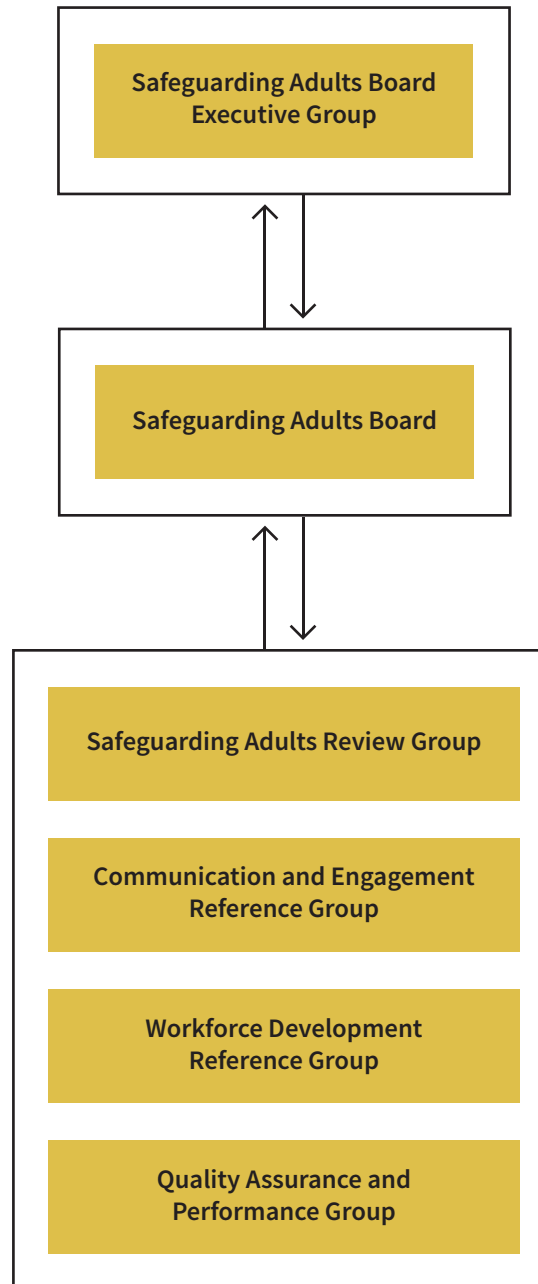 Safeguarding Adults Board
Executive Group
Safeguarding Adults Board
Safeguarding Adults Review Group
Communication and Engagement
Reference Group
Workforce Development
Reference Group
Quality Assurance and
Performance Group